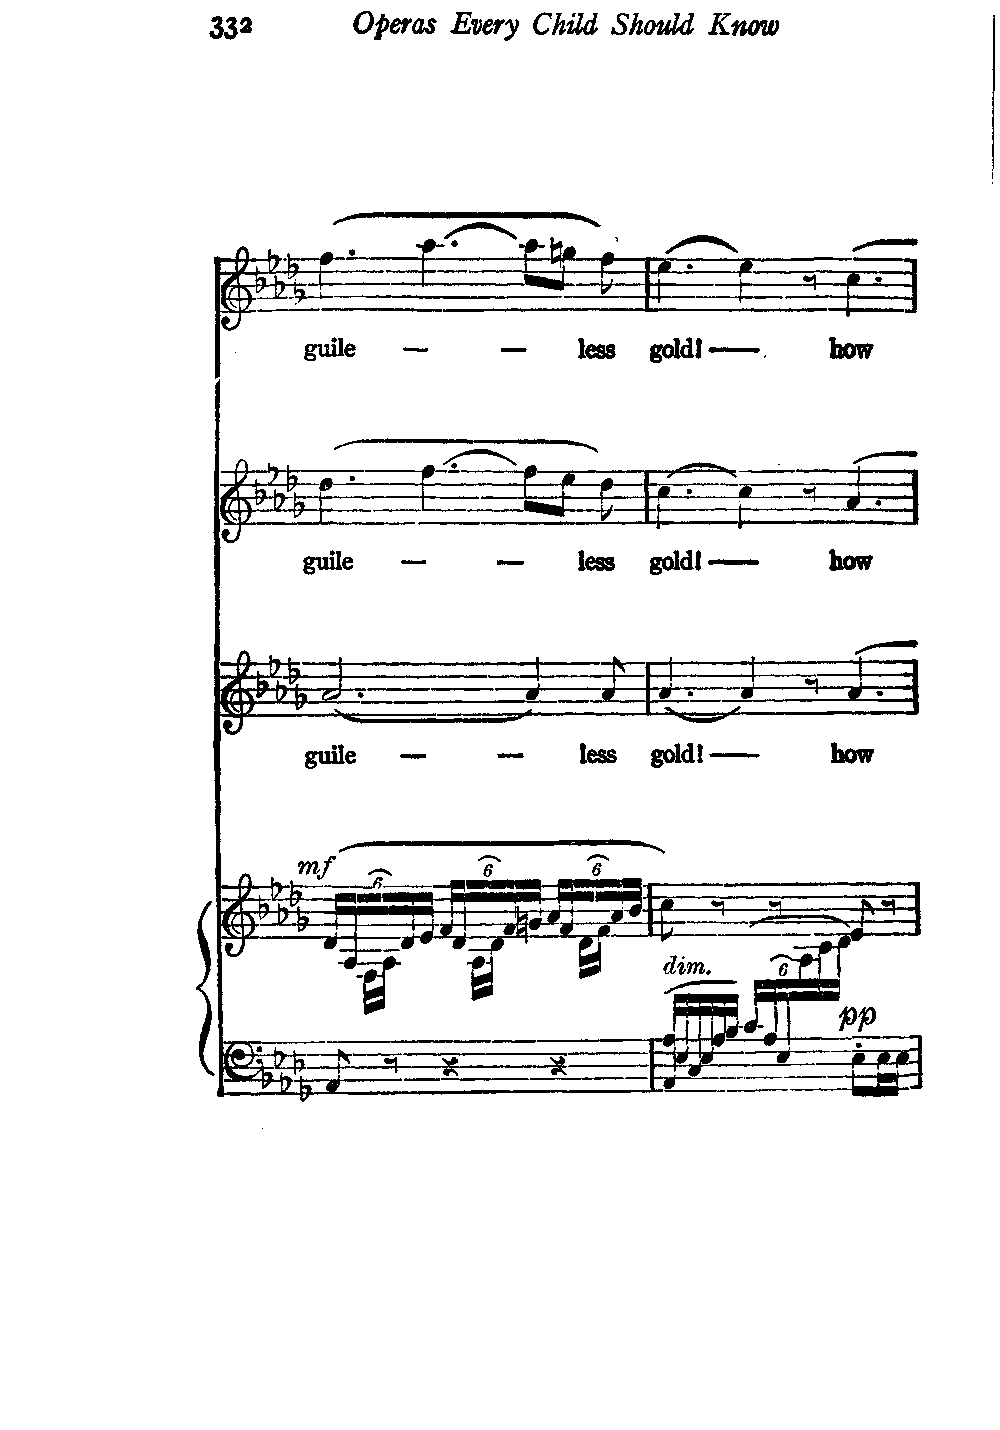 332 Operas Every Child Should Know
guile — — less gold! — how
guile — — less gold! — how
guile — — less gold! — how
mf 6 6 6
dim. 6
pp